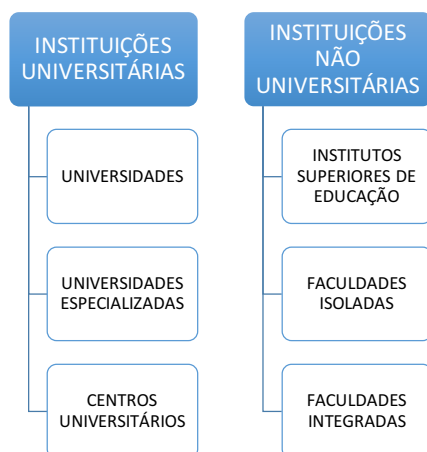 INSTITUIÇÕES
UNIVERSITÁRIAS
UNIVERSIDADES
UNIVERSIDADES
ESPECIALIZADAS
CENTROS
UNIVERSITÁRIOS
INSTITUIÇÕES
NÃO
UNIVERSITÁRIAS
INSTITUTOS
SUPERIORES DE
EDUCAÇÃO
FACULDADES
ISOLADAS
FACULDADES
INTEGRADAS